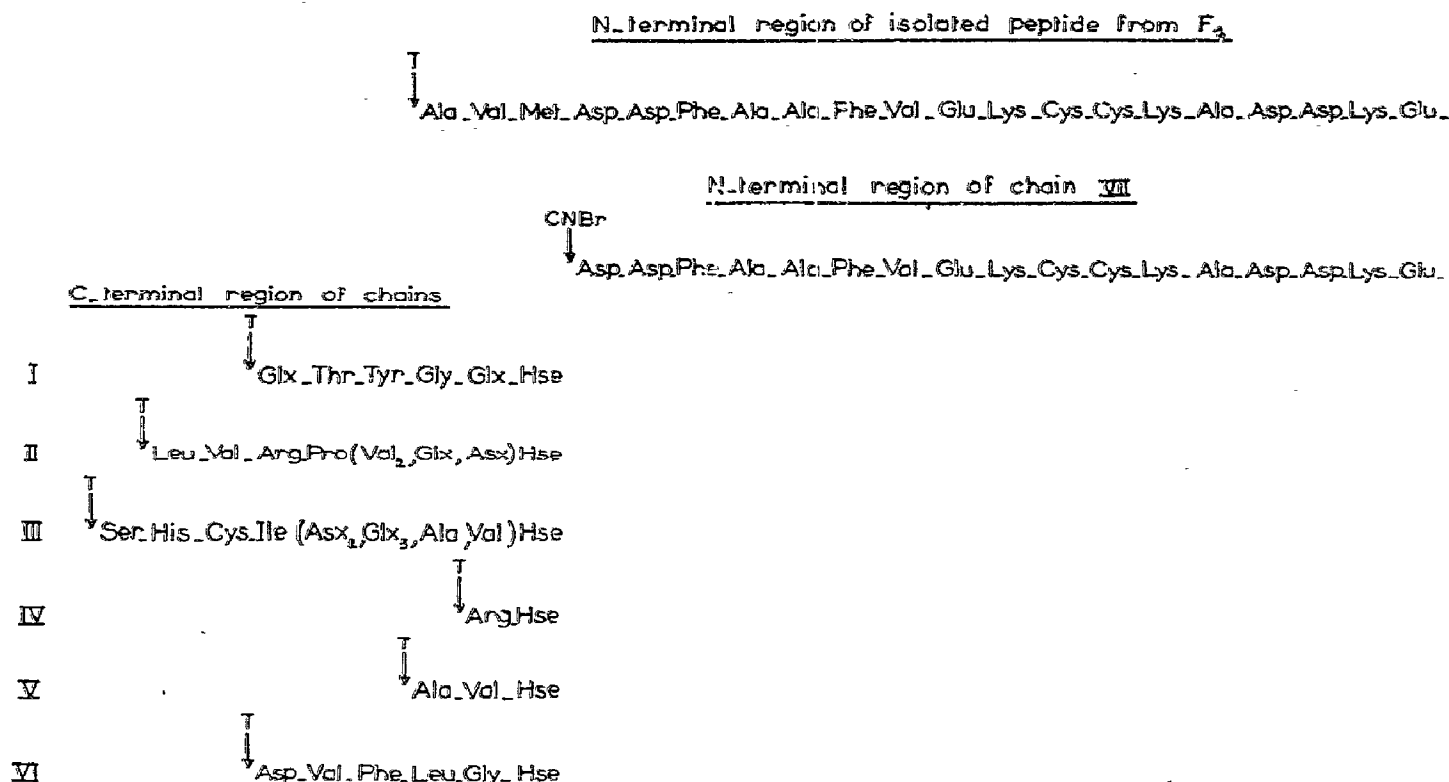 N-terminal region of isolated peptide from F3
T
Ala-Val-Met-Asp-Asp-Phe-Ala-Ala-Phe-Val-Glu-Lys-Cys-Cys-Lys-Ala-Asp-Asp-Lys-Glu-
N-terminal region of chain VII
CNBr
Asp-Asp-Phe-Ala-Ala-Phe-Val-Glu-Lys-Cys-Cys-Lys-Ala-Asp-Asp-Lys-Glu-
C-terminal region of chains
T
I Glx-Thr-Tyr-Gly-Glx-Hse
T
II Leu-Val-Arg-Pro(Val2,Glx,Asx)Hse
T
III Ser-His-Cys-Ile(Asx2,Glx3,Ala,Val)Hse
T
IV Arg-Hse
T
V Ala-Val-Hse
T
VI Asp-Val-Phe-Leu-Gly-Hse